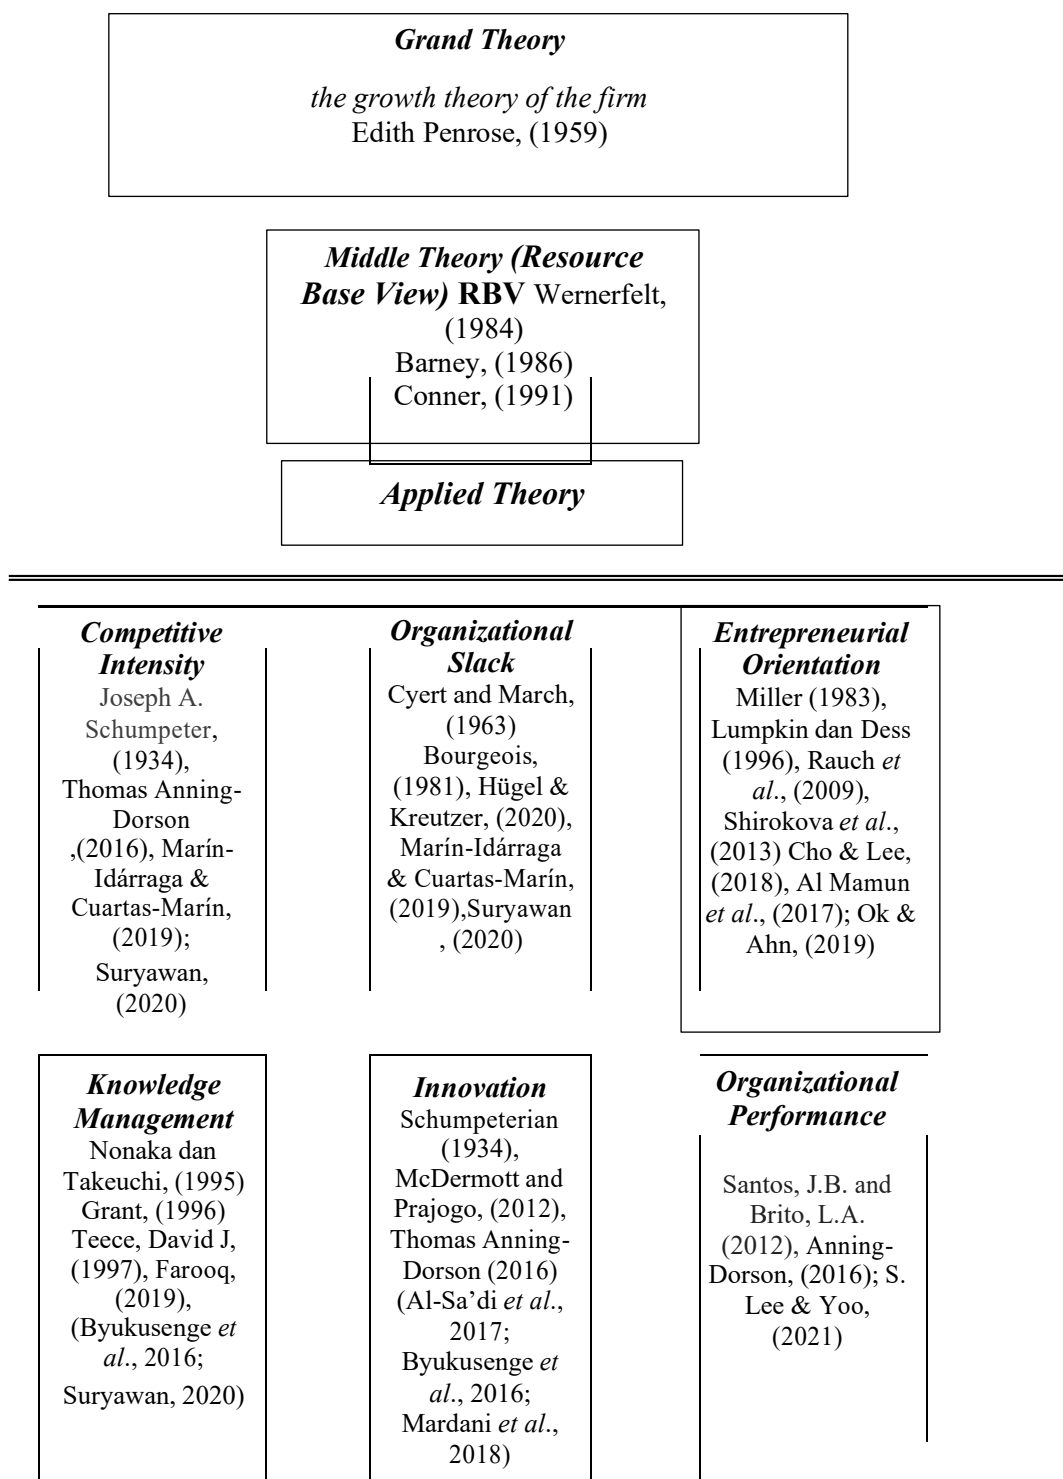 Grand Theory
the growth theory of the firm
Edith Penrose, (1959)
Middle Theory (Resource
Base View) RBV Wernerfelt,
(1984)
Barney, (1986)
Conner, (1991)
Applied Theory
Competitive
Intensity
Joseph A.
Schumpeter,
(1934),
Thomas Anning-
Dorson
,(2016), Marín-
Idárraga &
Cuartas-Marín,
(2019);
Suryawan,
(2020)
Organizational
Slack
Cyert and March,
(1963)
Bourgeois,
(1981), Hügel &
Kreutzer, (2020),
Marín-Idárraga
& Cuartas-Marín,
(2019),Suryawan
, (2020)
Entrepreneurial
Orientation
Miller (1983),
Lumpkin dan Dess
(1996), Rauch et
al., (2009),
Shirokova et al.,
(2013) Cho & Lee,
(2018), Al Mamun
et al., (2017); Ok &
Ahn, (2019)
Knowledge
Management
Nonaka dan
Takeuchi, (1995)
Grant, (1996)
Teece, David J,
(1997), Farooq,
(2019),
(Byukusenge et
al., 2016;
Suryawan, 2020)
Innovation
Schumpeterian
(1934),
McDermott and
Prajogo, (2012),
Thomas Anning-
Dorson (2016)
(Al-Sa’di et al.,
2017;
Byukusenge et
al., 2016;
Mardani et al.,
2018)
Organizational
Performance
Santos, J.B. and
Brito, L.A.
(2012), Anning-
Dorson, (2016); S.
Lee & Yoo,
(2021)